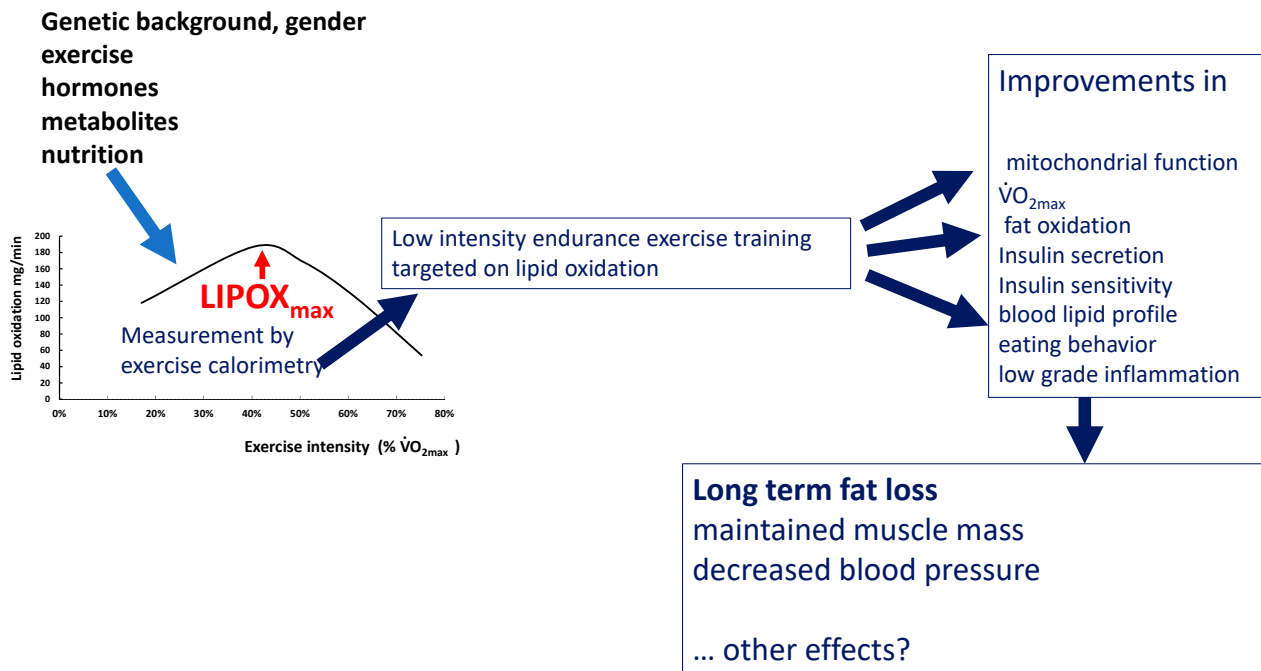 Genetic background, gender
exercise
hormones
metabolites
nutrition
Lipid oxidation mg/min
200
180
160
140
120
100
80
60
40
20
0
0%
10%
20%
30%
40%
50%
60%
70%
80%
Exercise intensity (% V̇O2max )
LIPOXmax
Measurement by
exercise calorimetry
Low intensity endurance exercise training
targeted on lipid oxidation
Improvements in
mitochondrial function
V̇O2max
fat oxidation
Insulin secretion
Insulin sensitivity
blood lipid profile
eating behavior
low grade inflammation
Long term fat loss
maintained muscle mass
decreased blood pressure
... other effects?